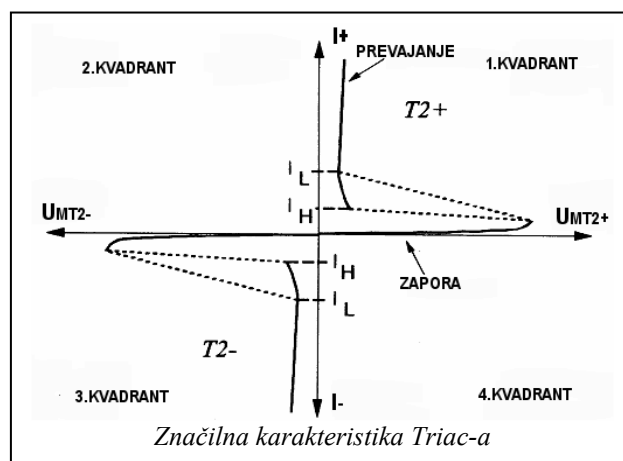 I+
2.KVADRANT
PREVAJANJE
1.KVADRANT
T2+
I L
I H
UMT2-
UMT2+
I H
ZAPORA
I L
T2-
3.KVADRANT
I-
4.KVADRANT
Značilna karakteristika Triac-a